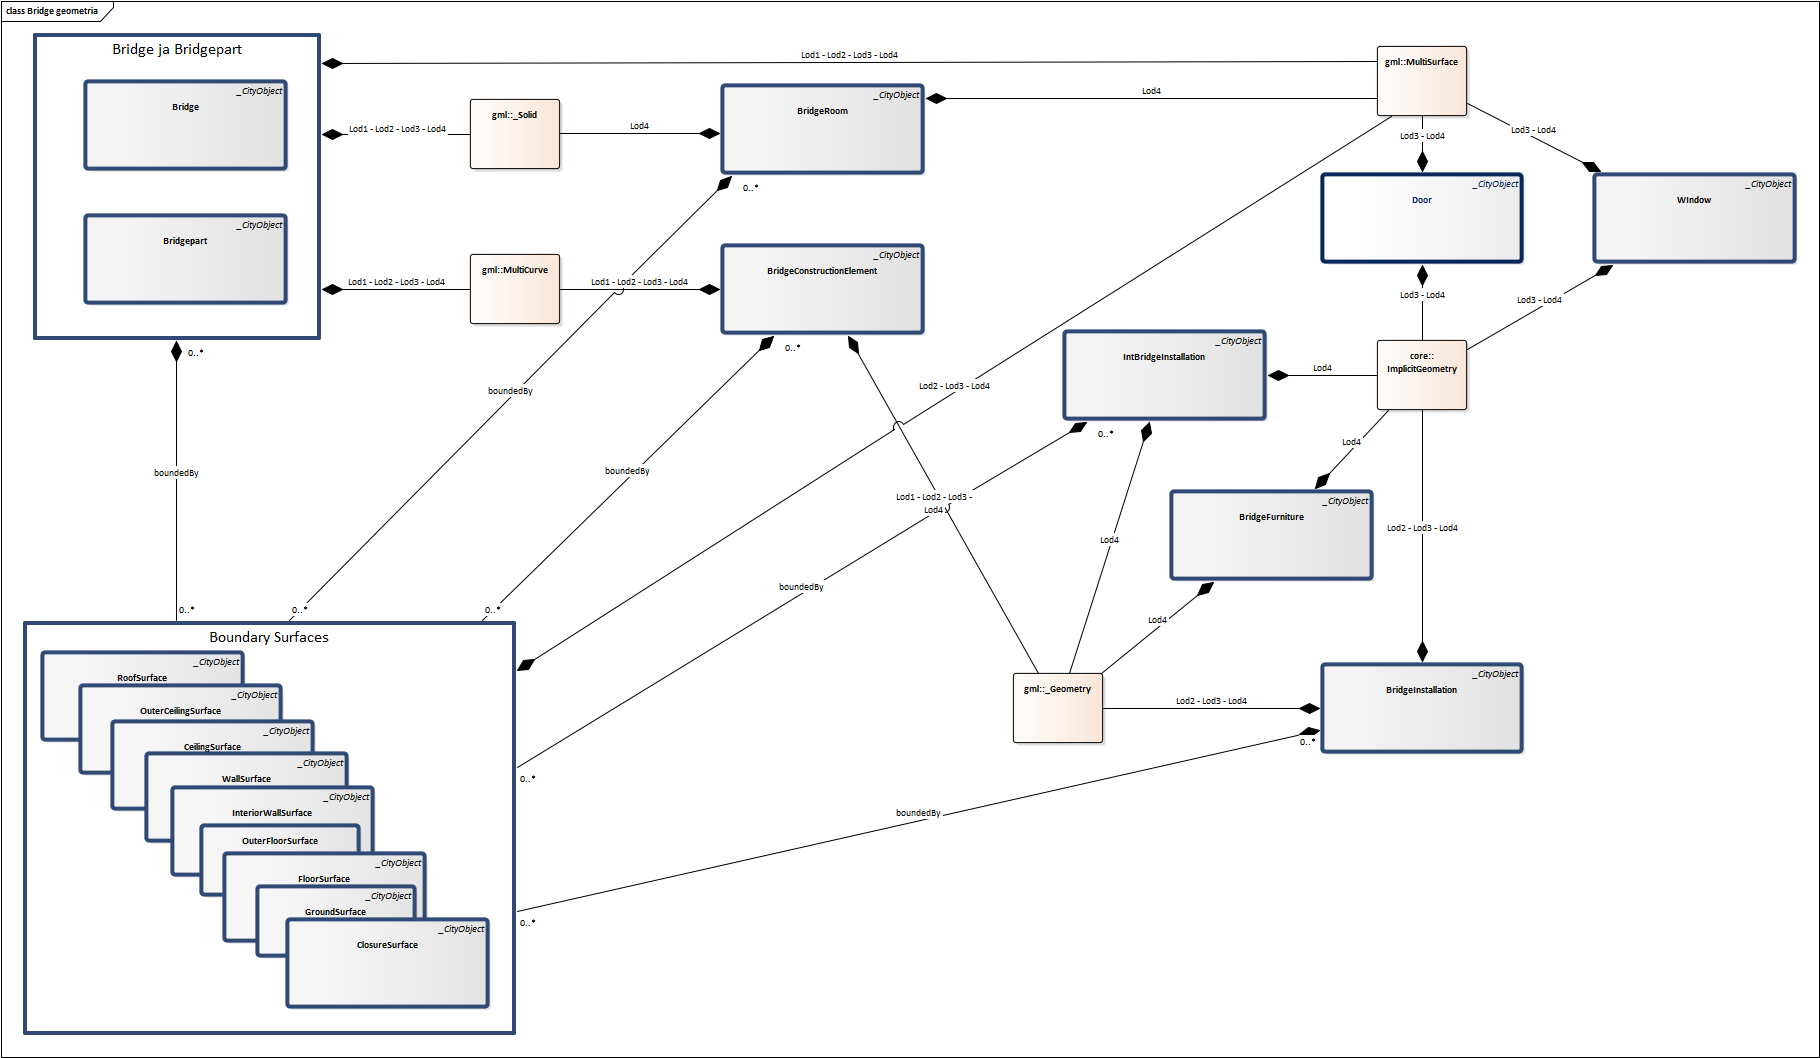 class Bridge geometria
Bridge ja Bridgepart
_CityObject
Bridge
_CityObject
Bridgepart
Lod1 - Lod2 - Lod3 - Lod4
gml::MultiSurface
Lod1 - Lod2 - Lod3 - Lod4
gml::_Solid
Lod4
_CityObject
BridgeRoom
Lod4
0..*
Lod1 - Lod2 - Lod3 - Lod4
gml::MultiCurve
Lod1 - Lod2 - Lod3 - Lod4
_CityObject
BridgeConstructionElement
0..*
Lod3 - Lod4
Lod3 - Lod4
_CityObject
Door
_CityObject
WIndow
Lod3 - Lod4
Lod3 - Lod4
core::
ImplicitGeometry
_CityObject
IntBridgeInstallation
Lod4
0..*
0..*
boundedBy
0..*
boundedBy
0..*
boundedBy
0..*
Lod2 - Lod3 - Lod4
Lod1 - Lod2 - Lod3 -
Lod4
boundedBy
0..*
Lod4
Lod4
_CityObject
BridgeFurniture
Lod4
Lod2 - Lod3 - Lod4
gml::_Geometry
Lod2 - Lod3 - Lod4
_CityObject
BridgeInstallation
0..*
boundedBy
0..*
Boundary Surfaces
_CityObject
RoofSurface
_CityObject
OuterCeilingSurface
_CityObject
CeilingSurface
_CityObject
WallSurface
_CityObject
InteriorWallSurface
OuterFloorSurface
_CityObject
FloorSurface
_CityObject
GroundSurface
_CityObject
ClosureSurface